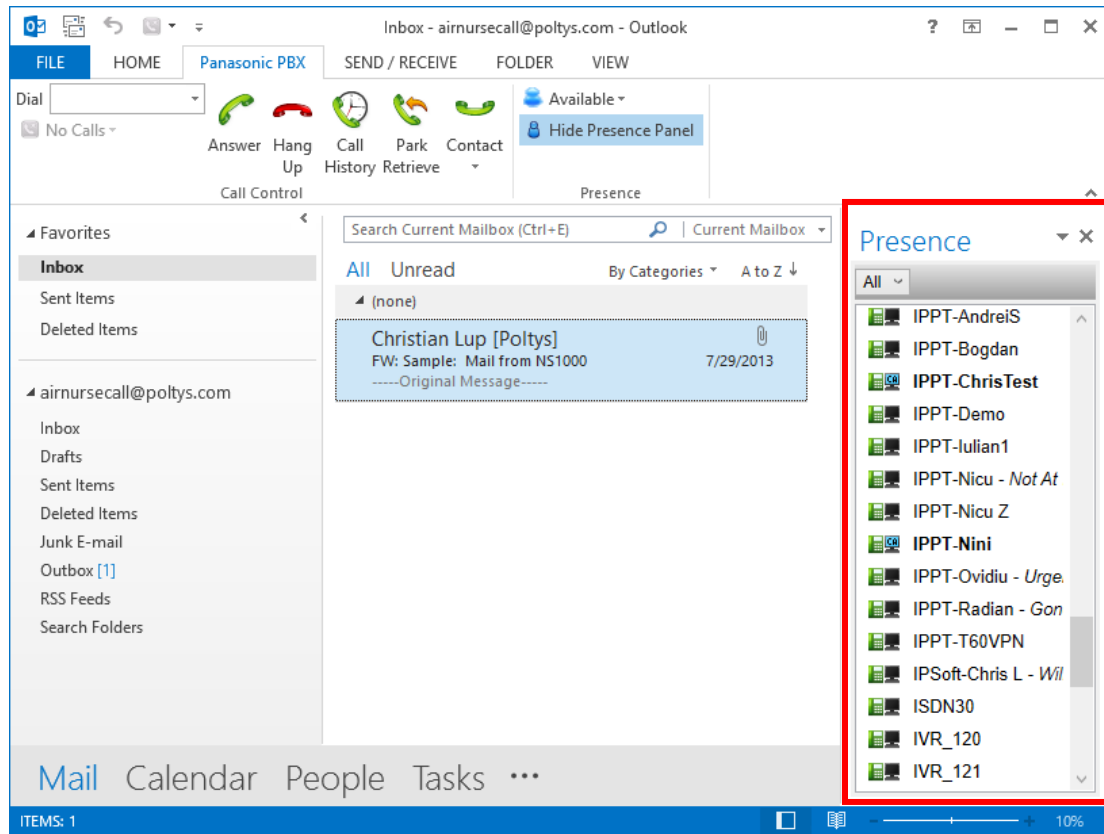 Inbox - airnursecall@poltys.com - Outlook
FILE HOME Panasonic PBX SEND / RECEIVE FOLDER VIEW
Dial
No Calls
Answer
Hang Up
Call History
Park Retrieve
Contact
Call Control
Available
Hide Presence Panel
Presence
Favorites
Inbox
Sent Items
Deleted Items
airnursecall@poltys.com
Inbox
Drafts
Sent Items
Deleted Items
Junk E-mail
Outbox [1]
RSS Feeds
Search Folders
Search Current Mailbox (Ctrl+E) Current Mailbox
All Unread By Categories A to Z
(none)
Christian Lup [Poltys]
FW: Sample: Mail from NS1000 7/29/2013
-----Original Message-----
Presence
All
IPPT-AndreiS
IPPT-Bogdan
CA IPPT-ChrisTest
IPPT-Demo
IPPT-Iulian1
IPPT-Nicu - Not At
IPPT-Nicu Z
CA IPPT-Nini
IPPT-Ovidiu - Urge
IPPT-Radian - Gon
IPPT-T60VPN
IPSoft-Chris L - Wil
ISDN30
IVR_120
IVR_121
Mail Calendar People Tasks •••
ITEMS: 1 10%